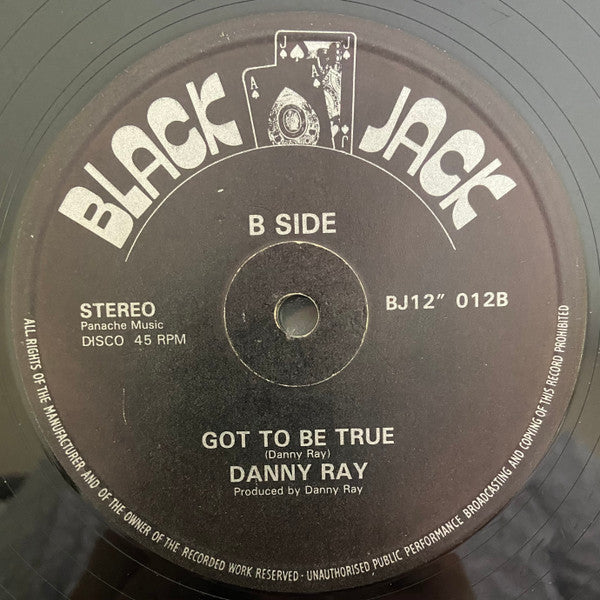 BLACK JACK
J J
A A
J
B SIDE
STEREO
Panache Music
DISCO 45 RPM
BJ12" 012B
GOT TO BE TRUE
(Danny Ray)
DANNY RAY
Produced by Danny Ray
ALL RIGHTS OF THE MANUFACTURER AND OF THE OWNER OF THE RECORDED WORK RESERVED - UNAUTHORISED PUBLIC PERFORMANCE BROADCASTING AND COPYING OF THIS RECORD PROHIBITED